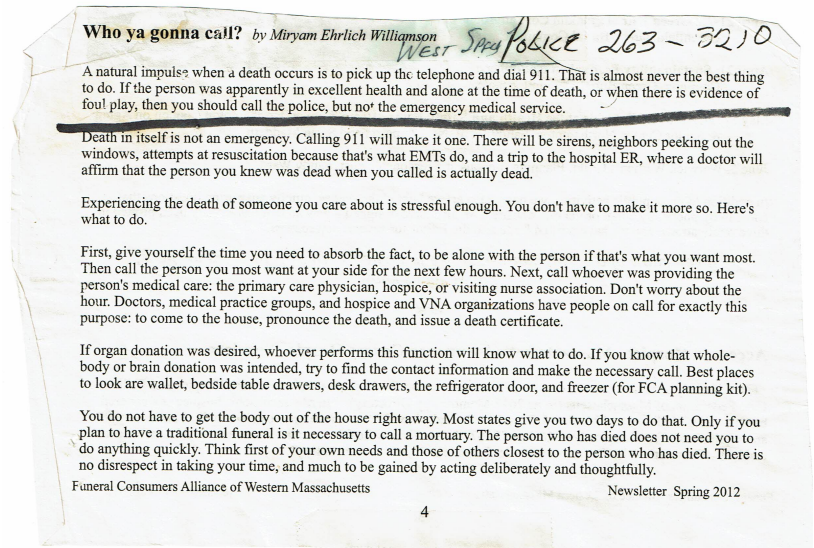 Who ya gonna call? by Miryam Ehrlich Williamson
WEST SPFLD POLICE 263-3210
A natural impulse when a death occurs is to pick up the telephone and dial 911. That is almost never the best thing
to do. If the person was apparently in excellent health and alone at the time of death, or when there is evidence of
foul play, then you should call the police, but not the emergency medical service.
Death in itself is not an emergency. Calling 911 will make it one. There will be sirens, neighbors peeking out the
windows, attempts at resuscitation because that's what EMTs do, and a trip to the hospital ER, where a doctor will
affirm that the person you knew was dead when you called is actually dead.
Experiencing the death of someone you care about is stressful enough. You don't have to make it more so. Here's
what to do.
First, give yourself the time you need to absorb the fact, to be alone with the person if that's what you want most.
Then call the person you most want at your side for the next few hours. Next, call whoever was providing the
person's medical care: the primary care physician, hospice, or visiting nurse association. Don't worry about the
hour. Doctors, medical practice groups, and hospice and VNA organizations have people on call for exactly this
purpose: to come to the house, pronounce the death, and issue a death certificate.
If organ donation was desired, whoever performs this function will know what to do. If you know that whole-
body or brain donation was intended, try to find the contact information and make the necessary call. Best places
to look are wallet, bedside table drawers, desk drawers, the refrigerator door, and freezer (for FCA planning kit).
You do not have to get the body out of the house right away. Most states give you two days to do that. Only if you
plan to have a traditional funeral is it necessary to call a mortuary. The person who has died does not need you to
do anything quickly. Think first of your own needs and those of others closest to the person who has died. There is
no disrespect in taking your time, and much to be gained by acting deliberately and thoughtfully.
Funeral Consumers Alliance of Western Massachusetts Newsletter Spring 2012
4